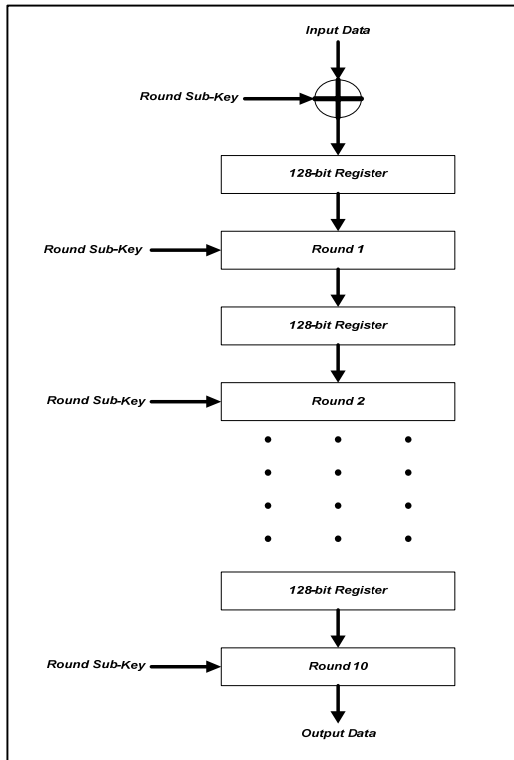 Input Data
Round Sub-Key
128-bit Register
Round Sub-Key
Round 1
128-bit Register
Round Sub-Key
Round 2
128-bit Register
Round Sub-Key
Round 10
Output Data